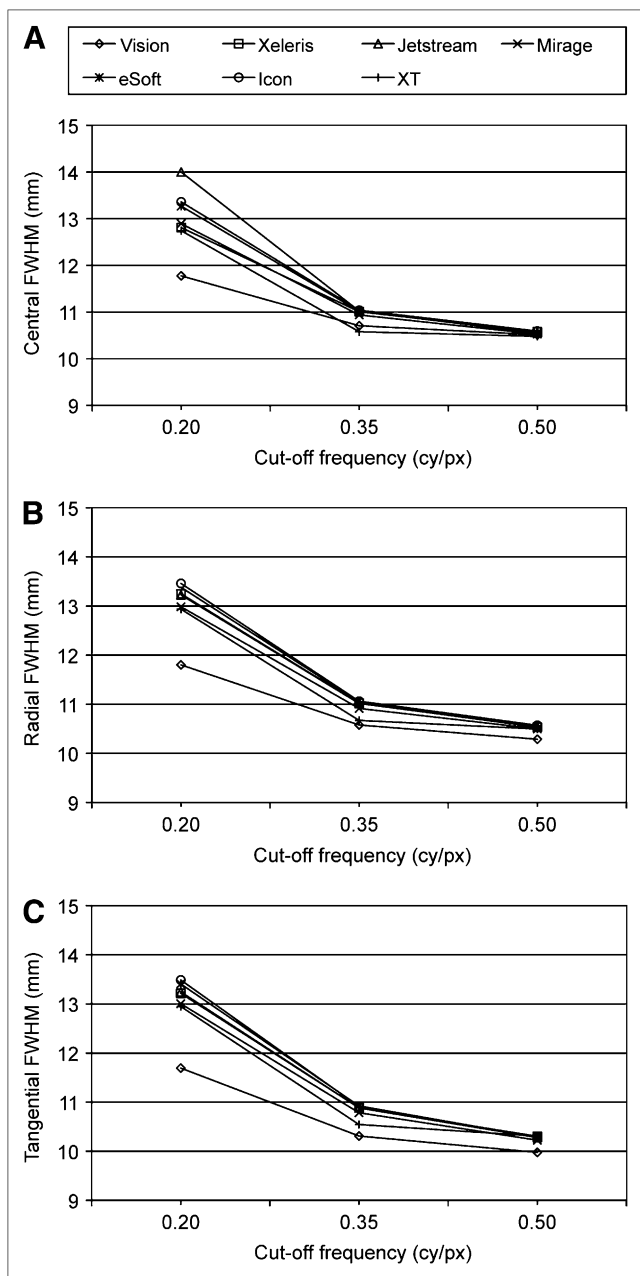 A
Vision Xeleris Jetstream Mirage
eSoft Icon XT
Central FWHM (mm)
15
14
13
12
11
10
9
0.20 0.35 0.50
Cut-off frequency (cy/px)
B
Radial FWHM (mm)
15
14
13
12
11
10
9
0.20 0.35 0.50
Cut-off frequency (cy/px)
C
Tangential FWHM (mm)
15
14
13
12
11
10
9
0.20 0.35 0.50
Cut-off frequency (cy/px)